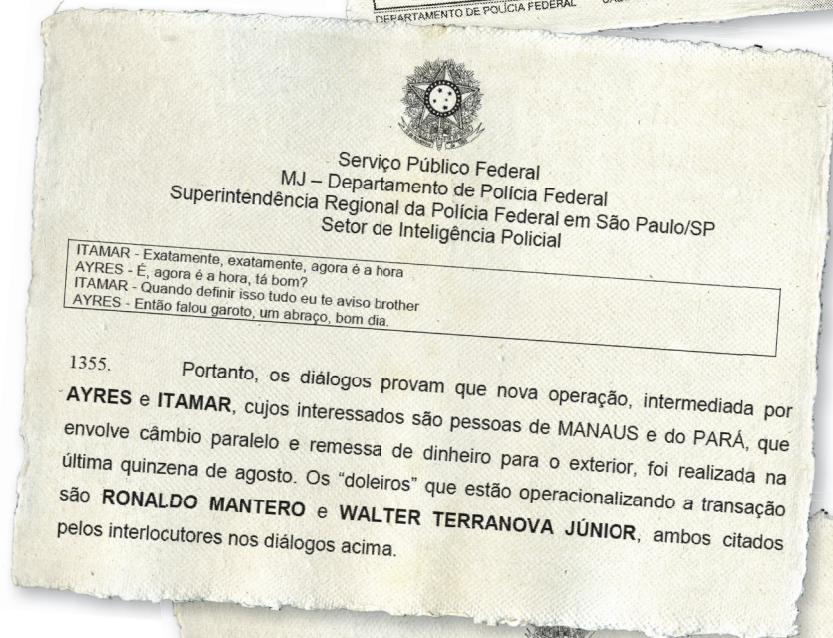 DEPARTAMENTO DE POLÍCIA FEDERAL
Serviço Público Federal
MJ – Departamento de Polícia Federal
Superintendência Regional da Polícia Federal em São Paulo/SP
Setor de Inteligência Policial
ITAMAR - Exatamente, exatamente, agora é a hora
AYRES - É, agora é a hora, tá bom?
ITAMAR - Quando definir isso tudo eu te aviso brother
AYRES - Então falou garoto, um abraço, bom dia.
1355. Portanto, os diálogos provam que nova operação, intermediada por
AYRES e ITAMAR, cujos interessados são pessoas de MANAUS e do PARÁ, que
envolve câmbio paralelo e remessa de dinheiro para o exterior, foi realizada na
última quinzena de agosto. Os “doleiros” que estão operacionalizando a transação
são RONALDO MANTERO e WALTER TERRANOVA JÚNIOR, ambos citados
pelos interlocutores nos diálogos acima.